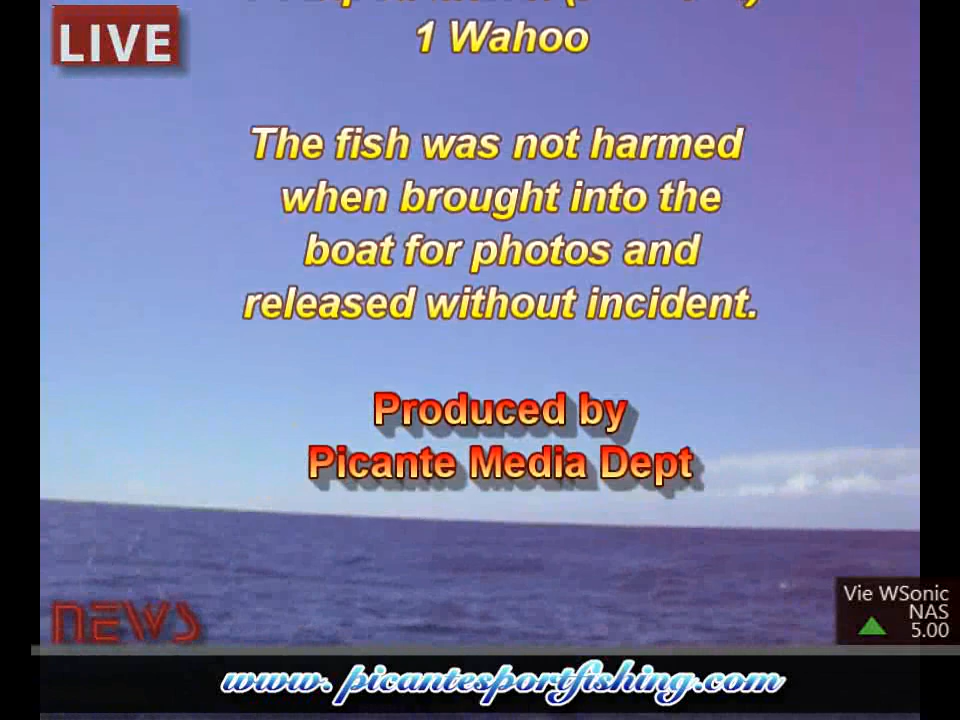 LIVE
1 Wahoo
The fish was not harmed
when brought into the
boat for photos and
released without incident.
Produced by
Picante Media Dept
NEWS
Vie WSonic
NAS
5.00
www.picantesportfishing.com